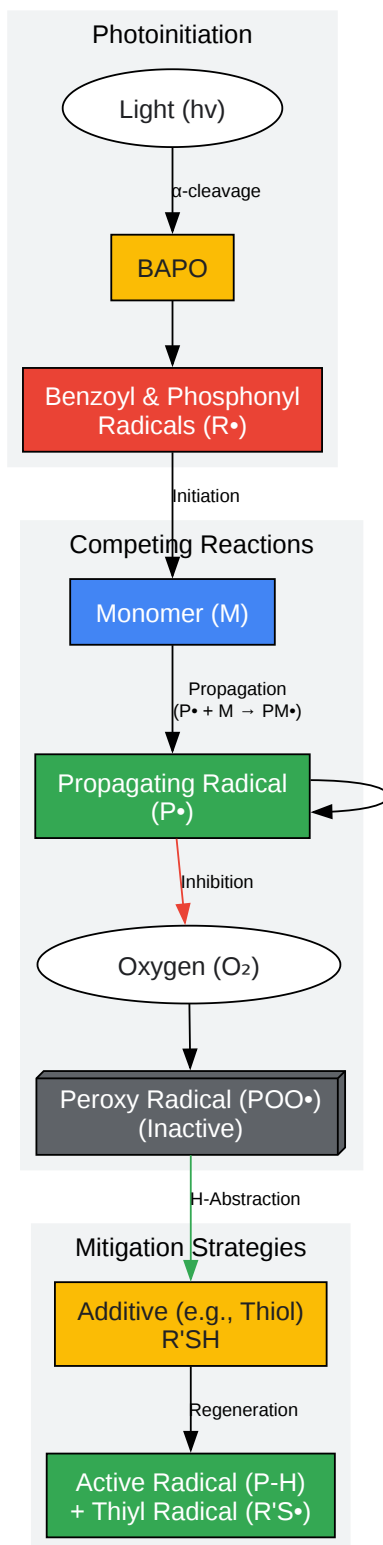 Photoinitiation
Light (hv)
α-cleavage
BAPO
Benzoyl & Phosphonyl
Radicals (R•)
Initiation
Competing Reactions
Monomer (M)
Propagation
(P• + M → PM•)
Propagating Radical
(P•)
Inhibition
Oxygen (O₂)
Peroxy Radical (POO•)
(Inactive)
H-Abstraction
Mitigation Strategies
Additive (e.g., Thiol)
R'SH
Regeneration
Active Radical (P-H)
+ Thiyl Radical (R'S•)